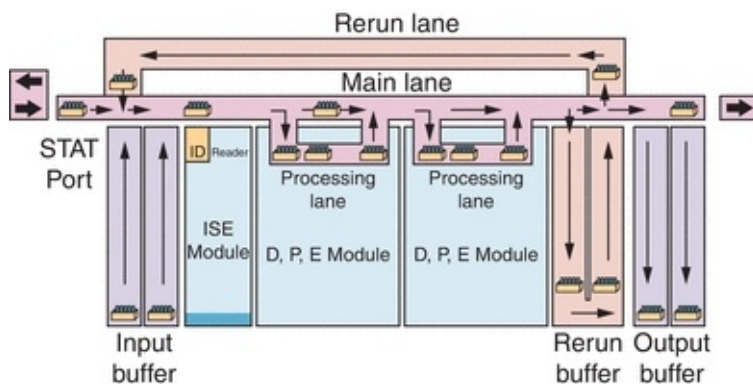 Rerun lane
Main lane
STAT
Port
ID Reader
Processing
lane
Processing
lane
ISE
Module
D, P, E Module
D, P, E Module
Input
buffer
Rerun
buffer
Output
buffer